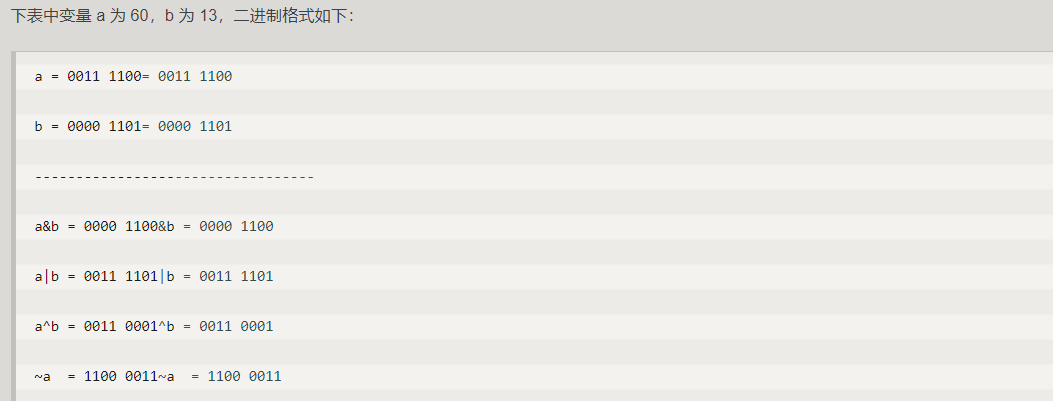 下表中变量 a 为 60，b 为 13，二进制格式如下：
a = 0011 1100= 0011 1100
b = 0000 1101= 0000 1101
----------------------------------
a&b = 0000 1100&b = 0000 1100
a|b = 0011 1101|b = 0011 1101
a^b = 0011 0001^b = 0011 0001
~a  = 1100 0011~a  = 1100 0011